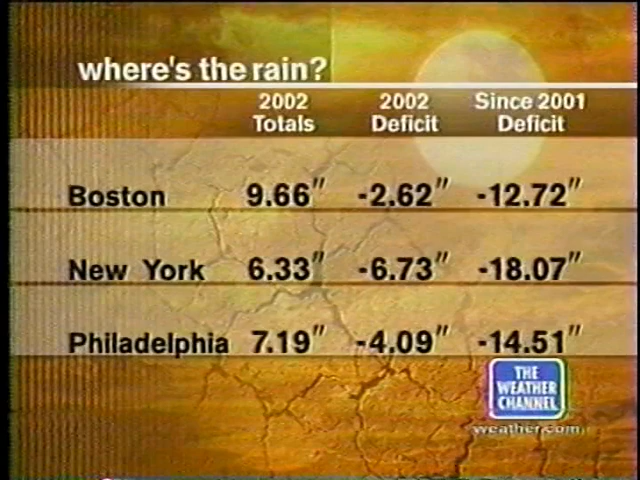 where's the rain?
2002 Totals 2002 Deficit Since 2001 Deficit
Boston 9.66" -2.62" -12.72"
New York 6.33" -6.73" -18.07"
Philadelphia 7.19" -4.09" -14.51"
THE
WEATHER
CHANNEL
weather.com